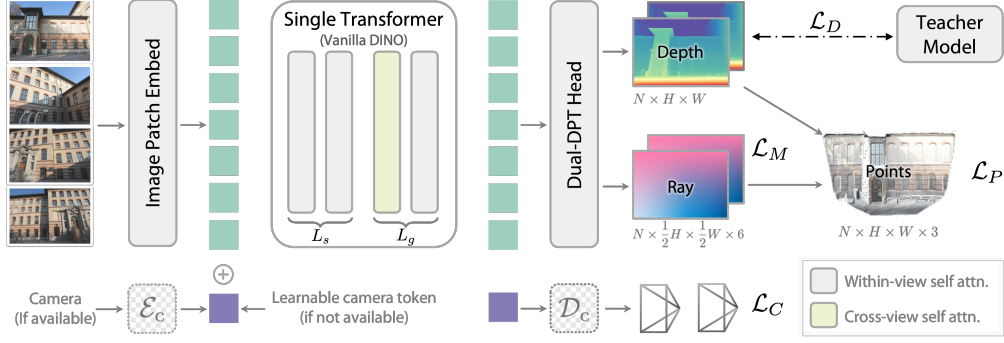 Image Patch Embed
Single Transformer
(Vanilla DINO)
L_s
L_g
Dual-DPT Head
Depth
N × H × W
ℒ_D
Teacher
Model
Ray
ℒ_M
N × 1/2 H × 1/2 W × 6
Points
ℒ_P
N × H × W × 3
Camera
(If available)
ℰ_c
Learnable camera token
(if not available)
𝒟_c
ℒ_C
Within-view self attn.
Cross-view self attn.